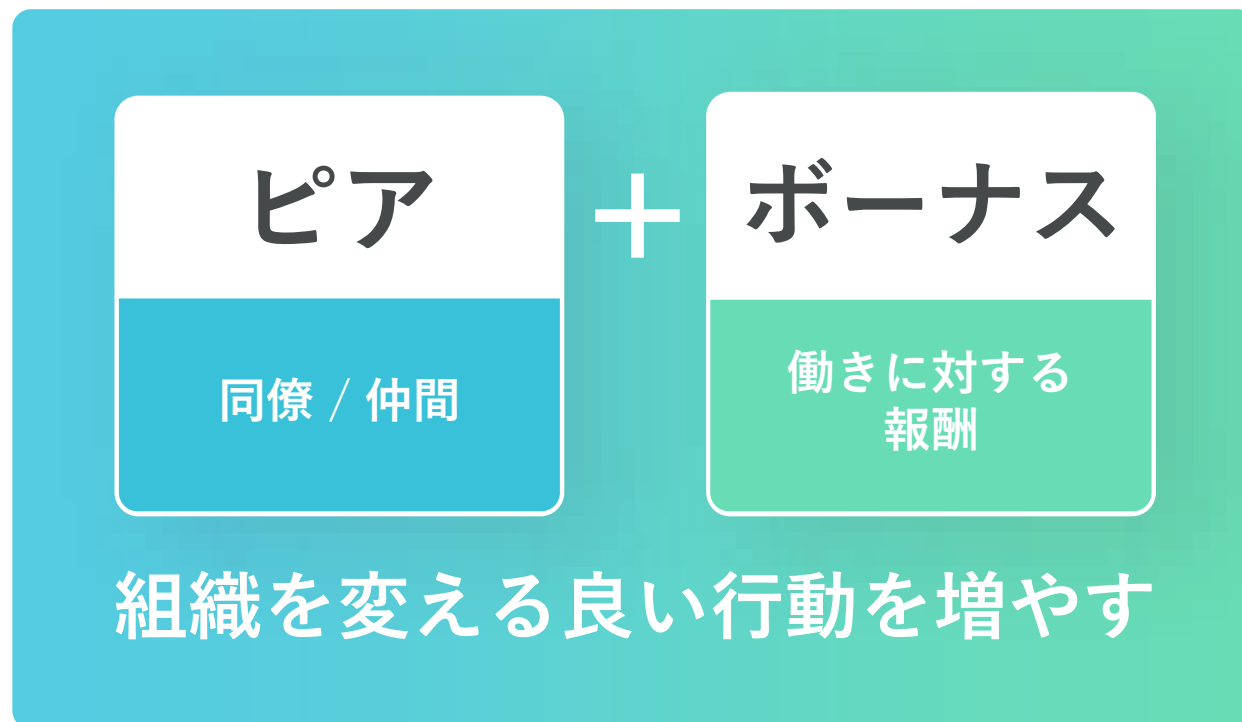 ピア
+
ボーナス
同僚 / 仲間
働きに対する
報酬
組織を変える良い行動を増やす